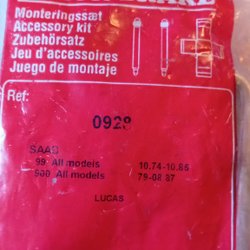 Monteringssæt
Accessory kit
Zubehörsatz
Jeu d'accessoires
Juego de montaje
Ref:
0928
SAAB
99 All models 10.74-10.85
900 All models 79-08.87
LUCAS